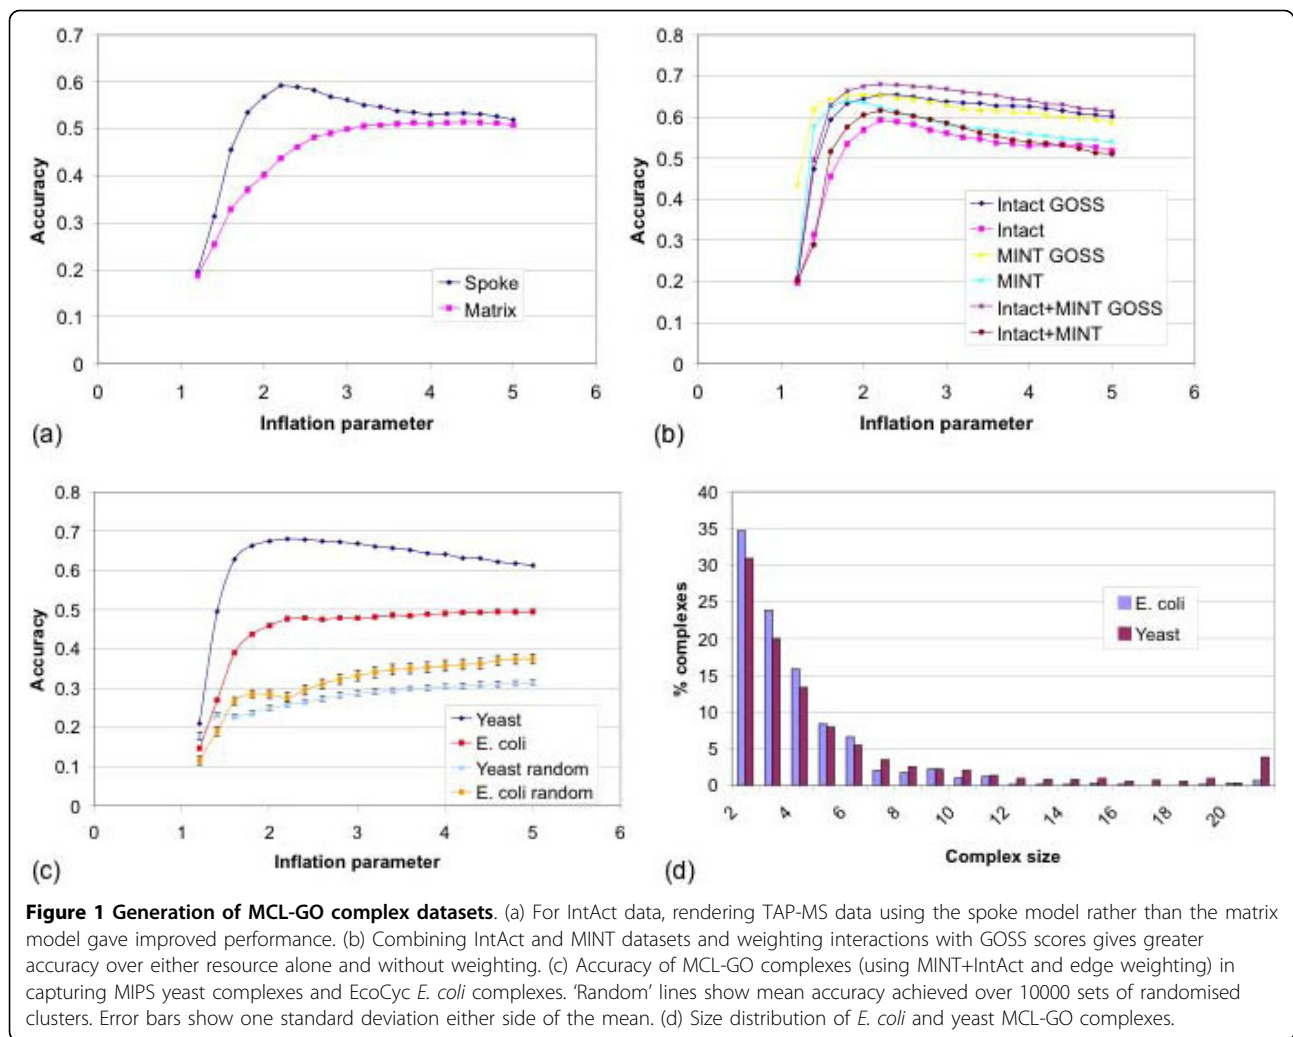 0.7
0.6
0.5
0.4
0.3
0.2
0.1
0
Accuracy
Spoke
Matrix
0 1 2 3 4 5 6
Inflation parameter
(a)
0.8
0.7
0.6
0.5
0.4
0.3
0.2
0.1
0
Accuracy
Intact GOSS
Intact
MINT GOSS
MINT
Intact+MINT GOSS
Intact+MINT
0 1 2 3 4 5 6
Inflation parameter
(b)
0.8
0.7
0.6
0.5
0.4
0.3
0.2
0.1
0
Accuracy
Yeast
E. coli
Yeast random
E. coli random
0 1 2 3 4 5 6
Inflation parameter
(c)
40
35
30
25
20
15
10
5
0
% complexes
E. coli
Yeast
2 4 6 8 10 12 14 16 18 20
Complex size
(d)
Figure 1 Generation of MCL-GO complex datasets. (a) For IntAct data, rendering TAP-MS data using the spoke model rather than the matrix
model gave improved performance. (b) Combining IntAct and MINT datasets and weighting interactions with GOSS scores gives greater
accuracy over either resource alone and without weighting. (c) Accuracy of MCL-GO complexes (using MINT+IntAct and edge weighting) in
capturing MIPS yeast complexes and EcoCyc E. coli complexes. ‘Random’ lines show mean accuracy achieved over 10000 sets of randomised
clusters. Error bars show one standard deviation either side of the mean. (d) Size distribution of E. coli and yeast MCL-GO complexes.